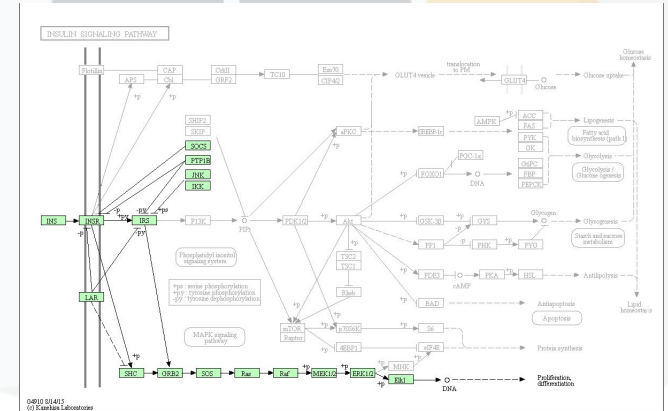 INSULIN SIGNALING PATHWAY
Flotillin
CAP
Cbl
APS
CrkII
GRF2
TC10
Exo70
CIP4/2
GLUT4 vesicle
translocation
to PM
GLUT4
Glucose
Glucose uptake
Glucose
homeostasis
+p
+p
SHIP2
SKIP
SOCS
PTP1B
JNK
IKK
aPKC
+p
SREBP-1c
AMPK
+p
ACC
FAS
Lipogenesis
Fatty acid
biosynthesis (path 1)
PYK
GK
Glycolysis
PGC-1α
FOXO1
DNA
G6PC
FBP
PEPCK
Glycolysis /
Gluconeogenesis
INS
INSR
IRS
-p
+py
-py
+ps
-p
-py
PI3K
PIP3
PDK1/2
+p
Akt
+p
GSK-3β
GYS
Glycogen
Glycogenesis
+p
-p
PP1
PHK
PYG
Starch and sucrose
metabolism
Phosphatidyl inositol
signaling system
+ps : serine phosphorylation
+py : tyrosine phosphorylation
-py : tyrosine dephosphorylation
TSC2
TSC1
Rheb
+p
PDE3
cAMP
PKA
HSL
Antilipolysis
LAR
+p
BAD
Antiapoptosis
Apoptosis
Lipid
homeostasis
MAPK signaling
pathway
mTOR
Raptor
+p
p70S6K
+p
S6
+p
4EBP1
eIF4E
Protein synthesis
MNK
+p
SHC
GRB2
SOS
Ras
Raf
+p
MEK1/2
+p
ERK1/2
+p
+p
Elk1
DNA
Proliferation,
differentiation
04910 8/14/15
(c) Kanehisa Laboratories